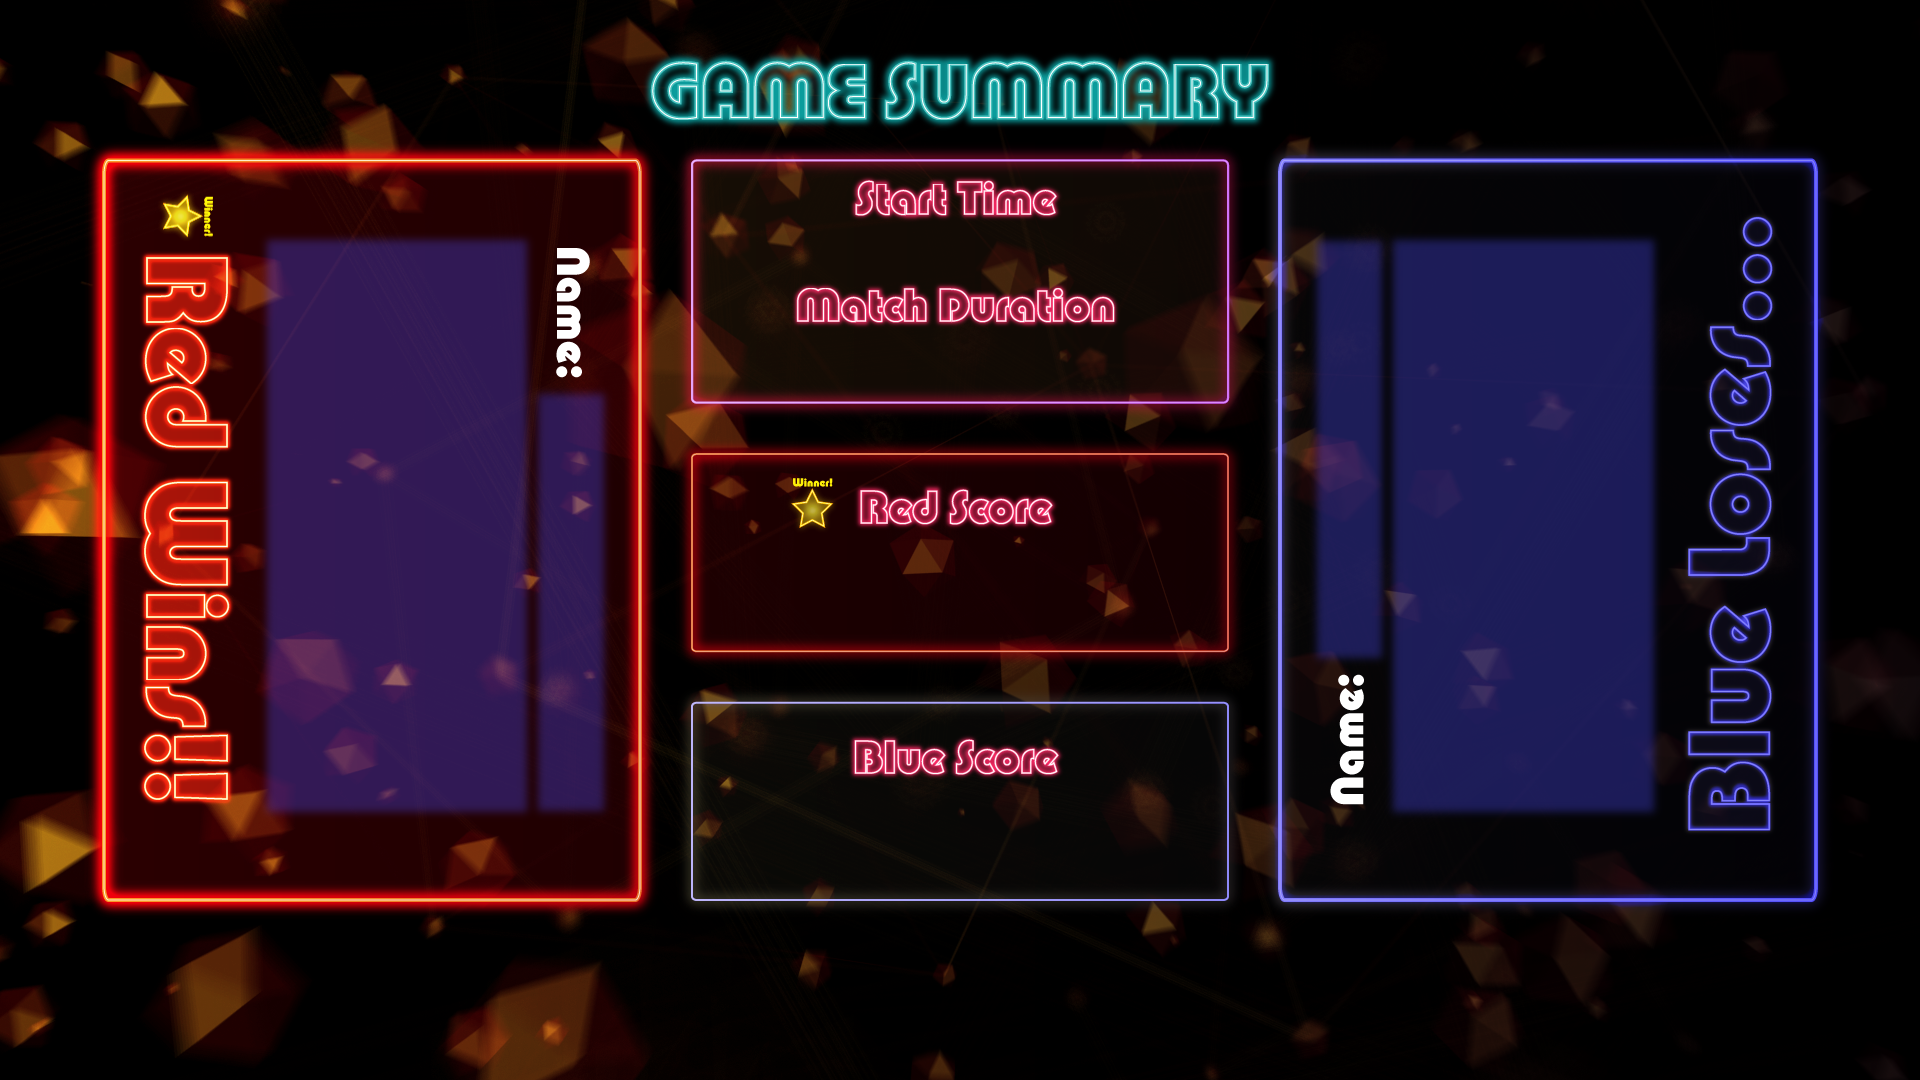 GAME SUMMARY
Winner!
Red Wins!!
Name:
Start Time
Match Duration
Winner!
Red Score
Blue Score
Name:
Blue Loses...